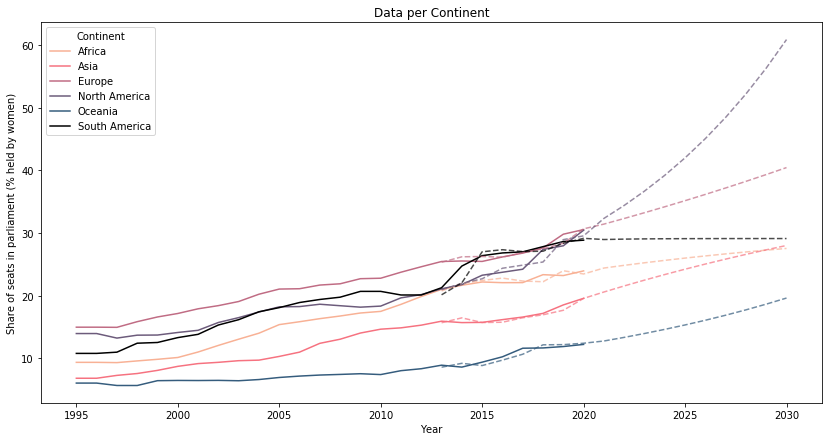 Data per Continent
Share of seats in parliament (% held by women)
60
50
40
30
20
10
Continent
Africa
Asia
Europe
North America
Oceania
South America
1995
2000
2005
2010
2015
2020
2025
2030
Year